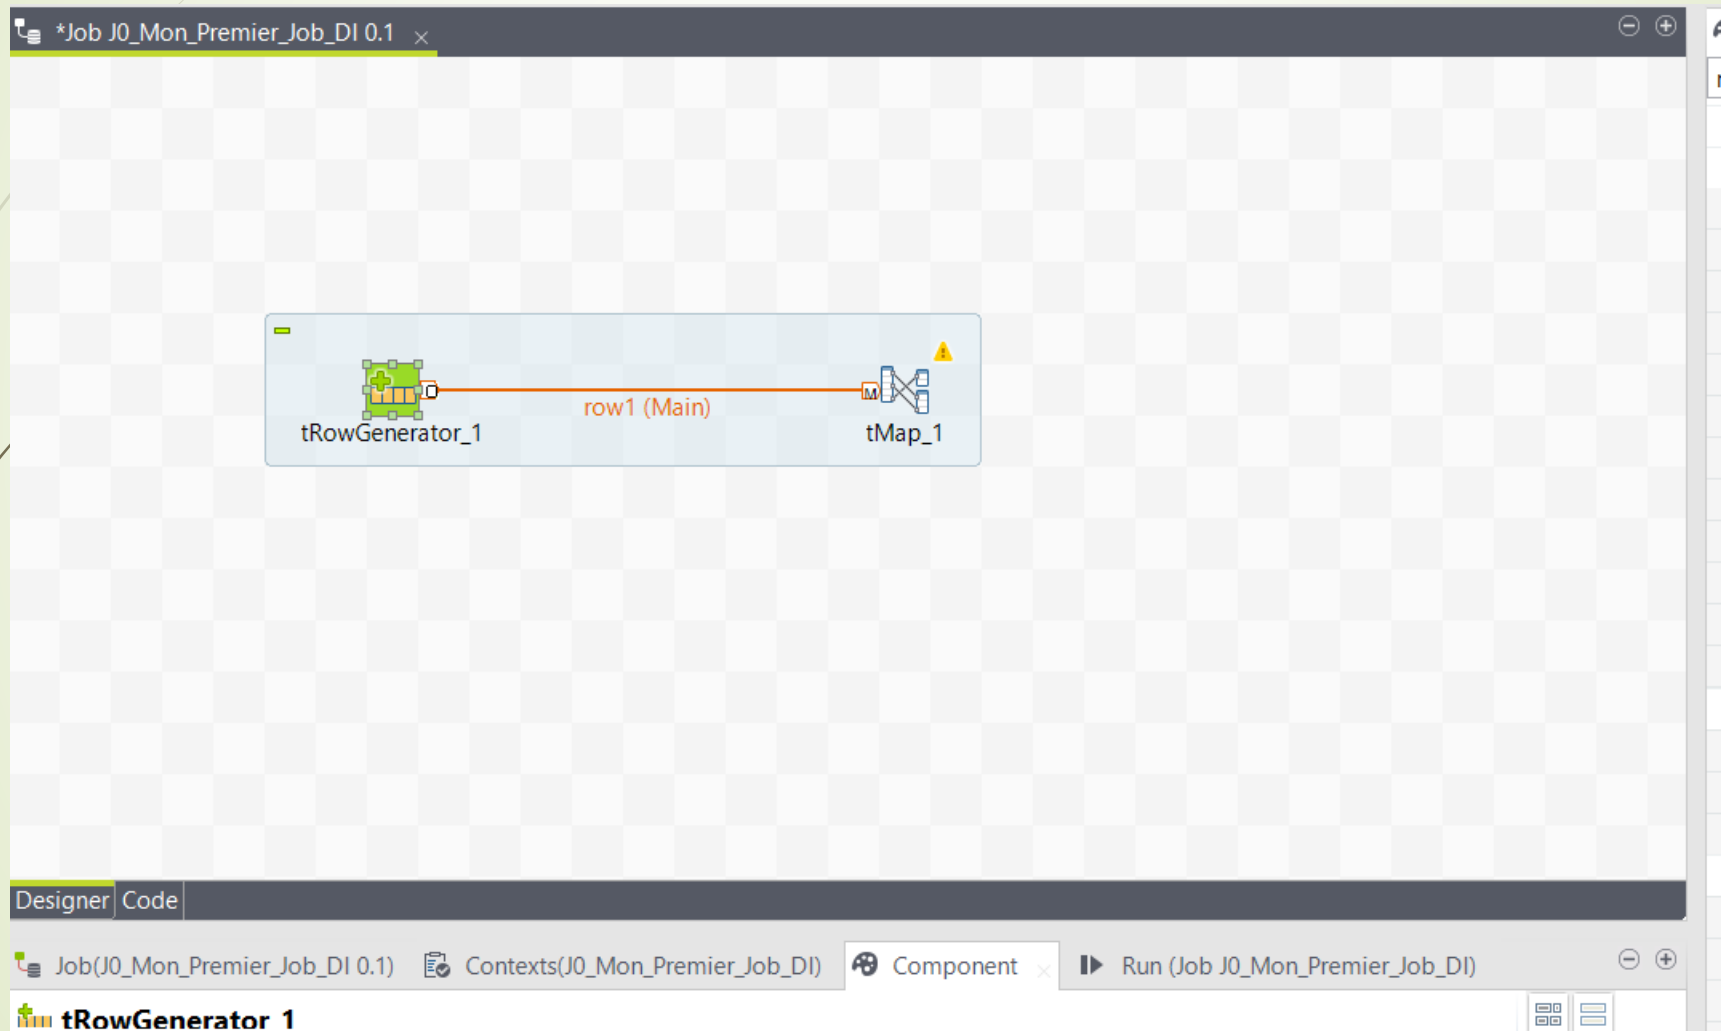 *Job J0_Mon_Premier_Job_DI 0.1
row1 (Main)
tRowGenerator_1
tMap_1
Designer
Code
Job(J0_Mon_Premier_Job_DI 0.1)
Contexts(J0_Mon_Premier_Job_DI)
Component
Run (Job J0_Mon_Premier_Job_DI)
tRowGenerator_1